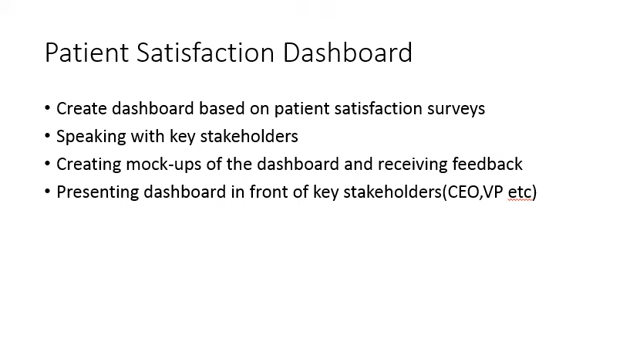 Patient Satisfaction Dashboard
• Create dashboard based on patient satisfaction surveys
• Speaking with key stakeholders
• Creating mock-ups of the dashboard and receiving feedback
• Presenting dashboard in front of key stakeholders(CEO,VP etc)